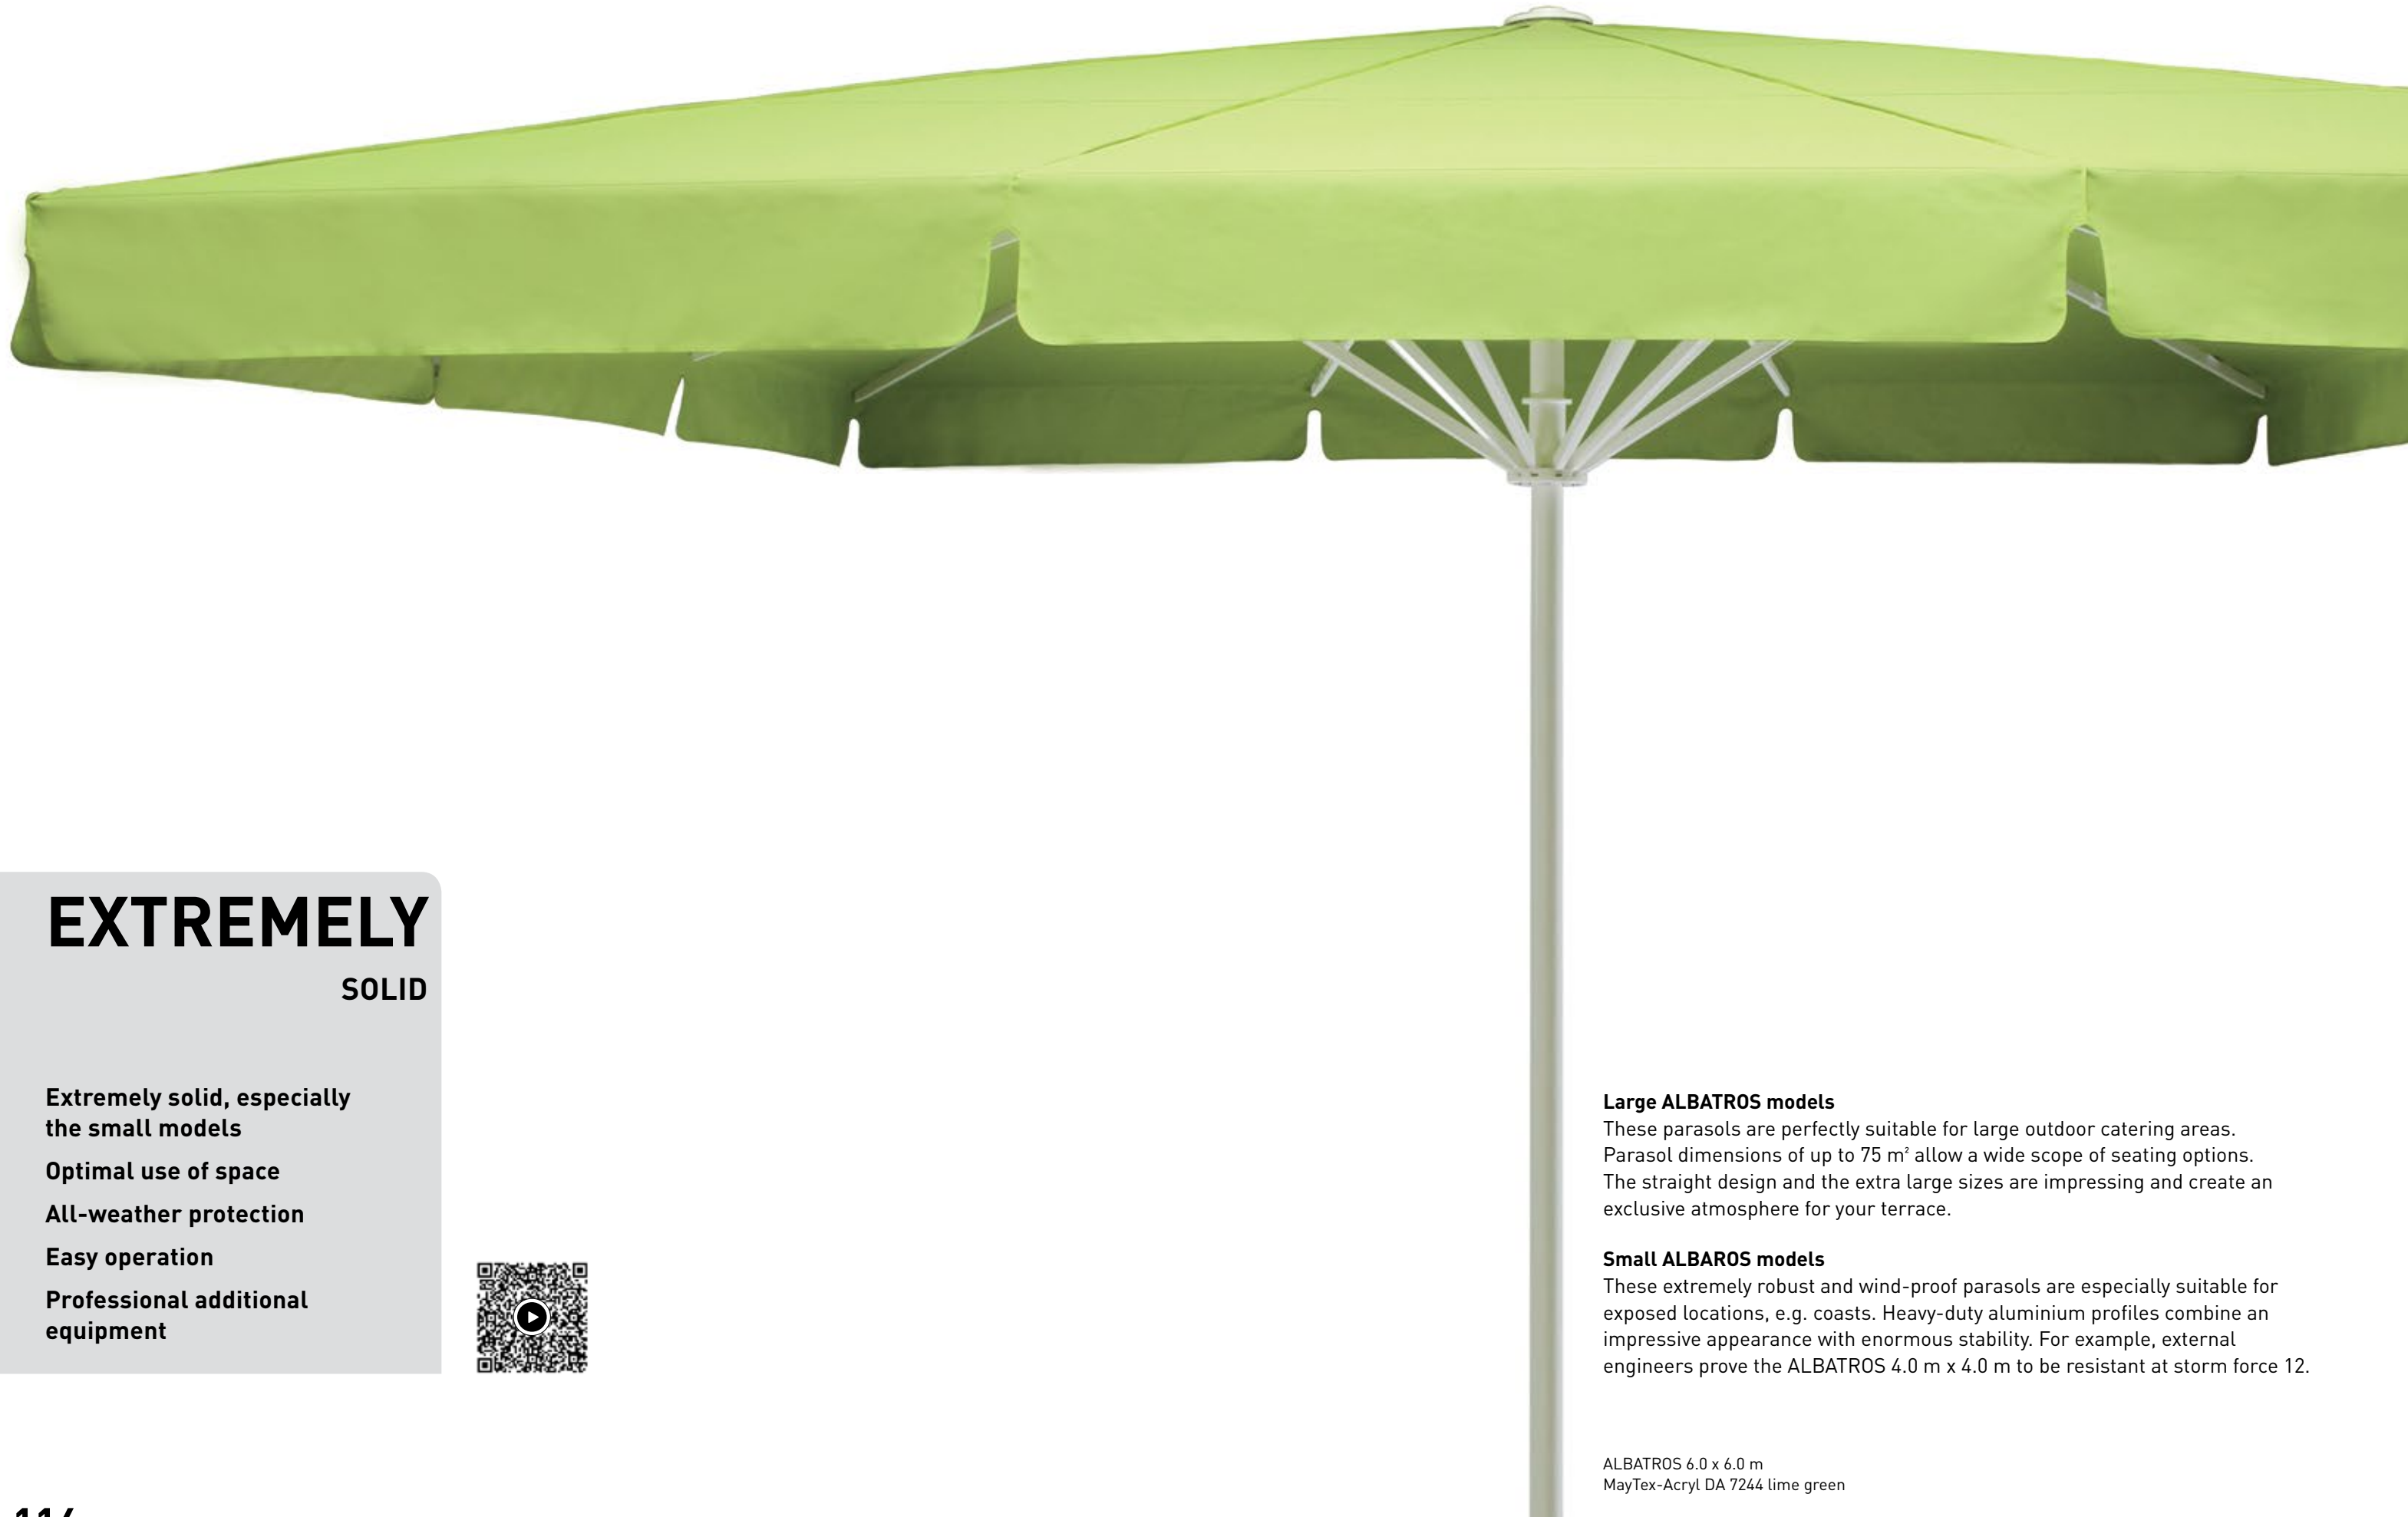 EXTREMELY
SOLID
Extremely solid, especially
the small models
Optimal use of space
All-weather protection
Easy operation
Professional additional
equipment
Large ALBATROS models
These parasols are perfectly suitable for large outdoor catering areas.
Parasol dimensions of up to 75 m² allow a wide scope of seating options.
The straight design and the extra large sizes are impressing and create an
exclusive atmosphere for your terrace.
Small ALBAROS models
These extremely robust and wind-proof parasols are especially suitable for
exposed locations, e.g. coasts. Heavy-duty aluminium profiles combine an
impressive appearance with enormous stability. For example, external
engineers prove the ALBATROS 4.0 m x 4.0 m to be resistant at storm force 12.
ALBATROS 6.0 x 6.0 m
MayTex-Acryl DA 7244 lime green